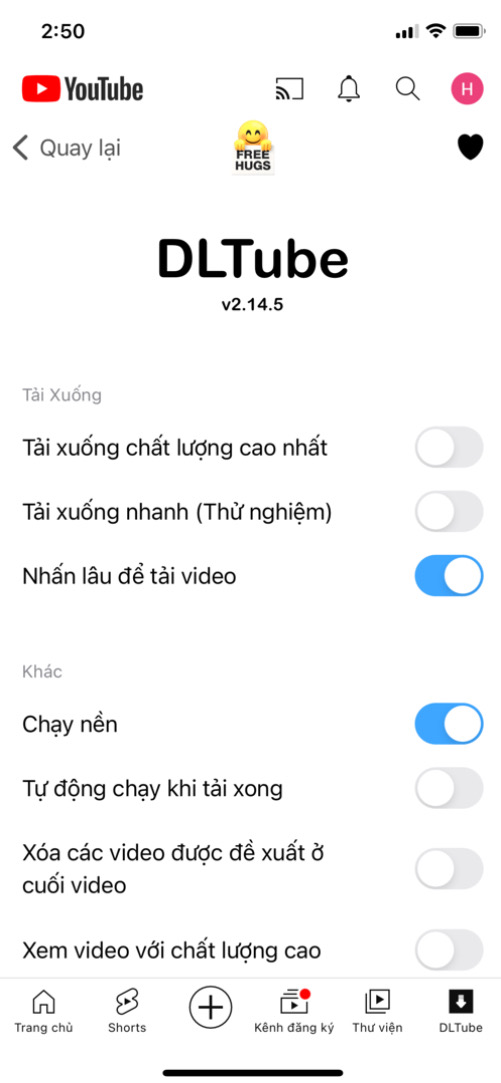 2:50
YouTube
H
Quay lại
FREE
HUGS
DLTube
v2.14.5
Tải Xuống
Tải xuống chất lượng cao nhất
Tải xuống nhanh (Thử nghiệm)
Nhấn lâu để tải video
Khác
Chạy nền
Tự động chạy khi tải xong
Xóa các video được đề xuất ở
cuối video
Xem video với chất lượng cao
Trang chủ
Shorts
Kênh đăng ký
Thư viện
DLTube